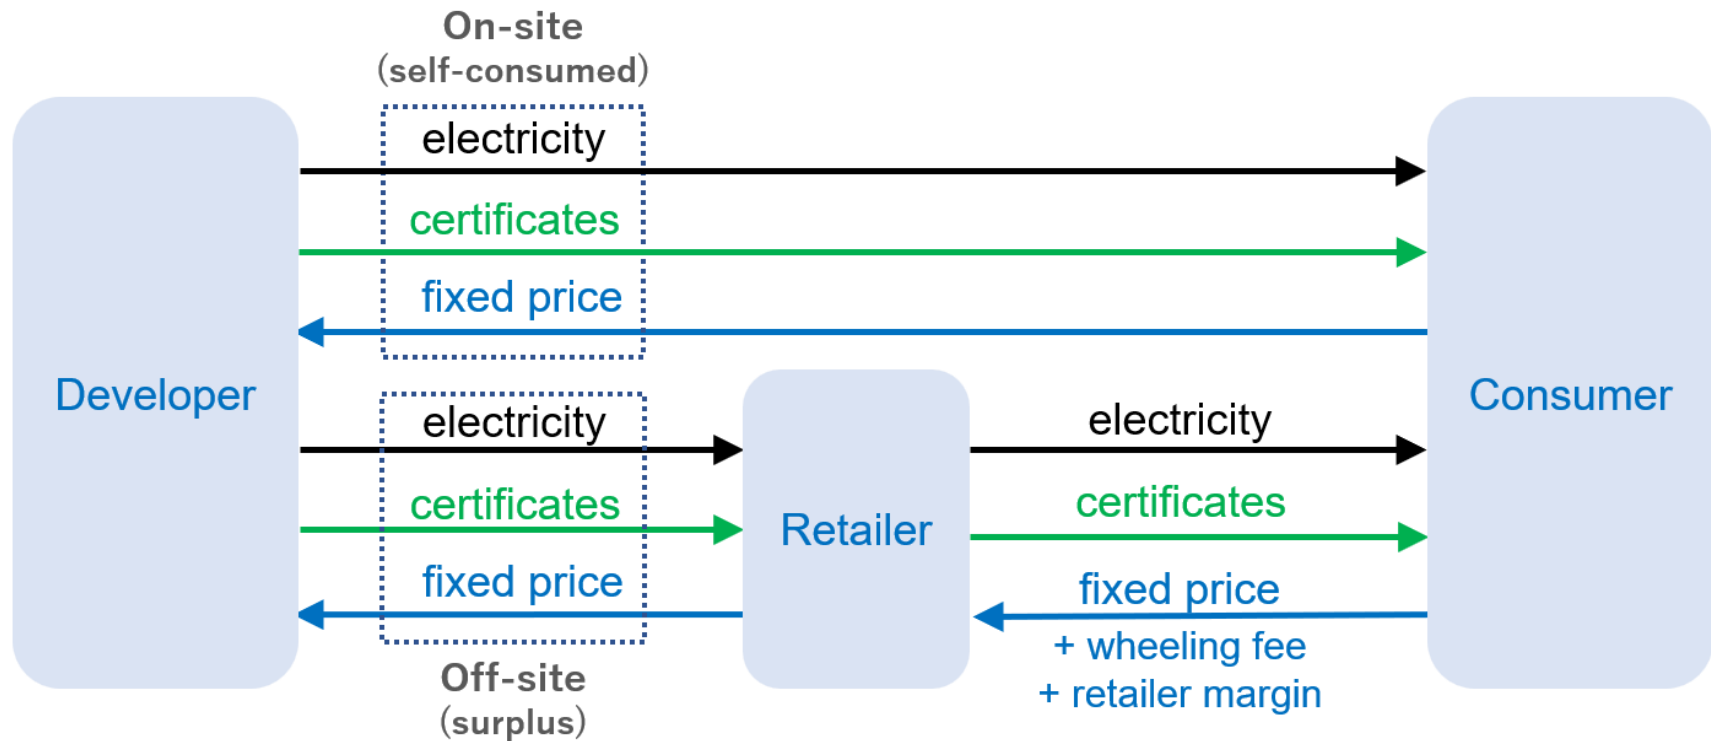 On-site
(self-consumed)
electricity
certificates
fixed price
Developer
Consumer
electricity
certificates
fixed price
Retailer
electricity
certificates
fixed price
+ wheeling fee
+ retailer margin
Off-site
(surplus)